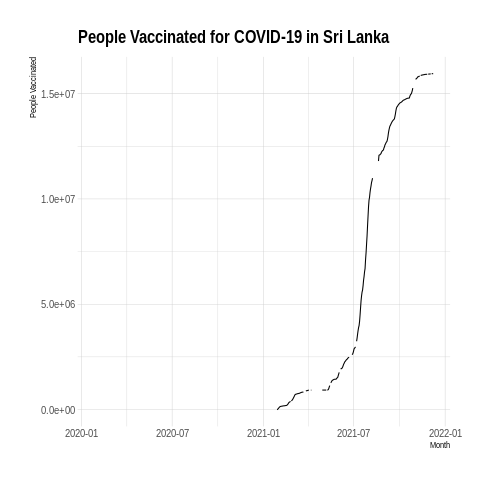 People Vaccinated for COVID-19 in Sri Lanka
People Vaccinated
1.5e+07
1.0e+07
5.0e+06
0.0e+00
2020-01 2020-07 2021-01 2021-07 2022-01
Month